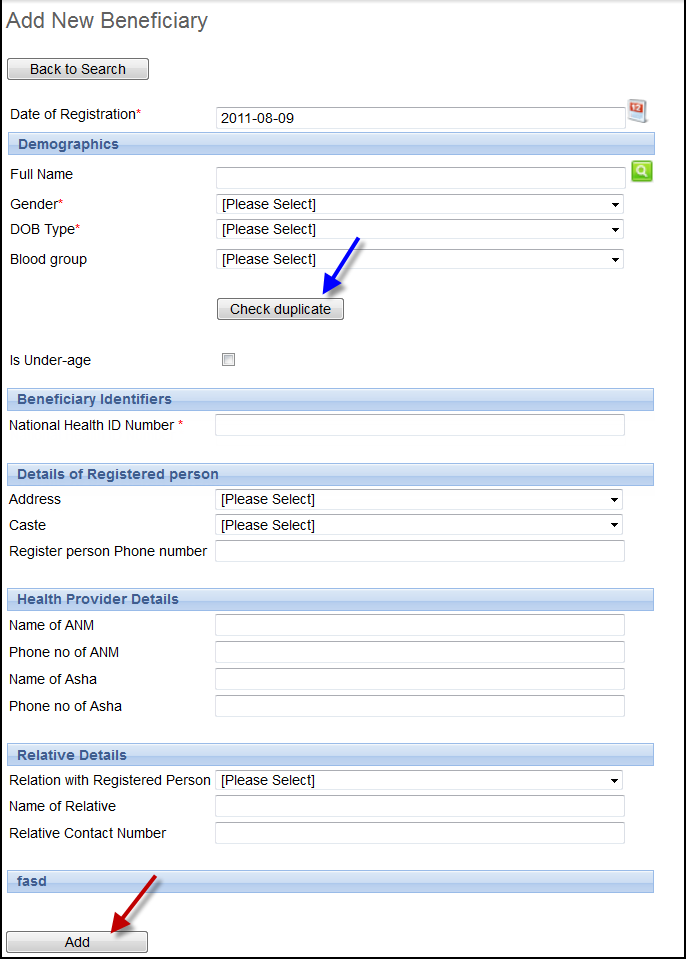 Add New Beneficiary
Back to Search
Date of Registration* 2011-08-09
12
Demographics
Full Name
Gender* [Please Select]
DOB Type* [Please Select]
Blood group [Please Select]
Check duplicate
Is Under-age
Beneficiary Identifiers
National Health ID Number *
Details of Registered person
Address [Please Select]
Caste [Please Select]
Register person Phone number
Health Provider Details
Name of ANM
Phone no of ANM
Name of Asha
Phone no of Asha
Relative Details
Relation with Registered Person [Please Select]
Name of Relative
Relative Contact Number
fasd
Add